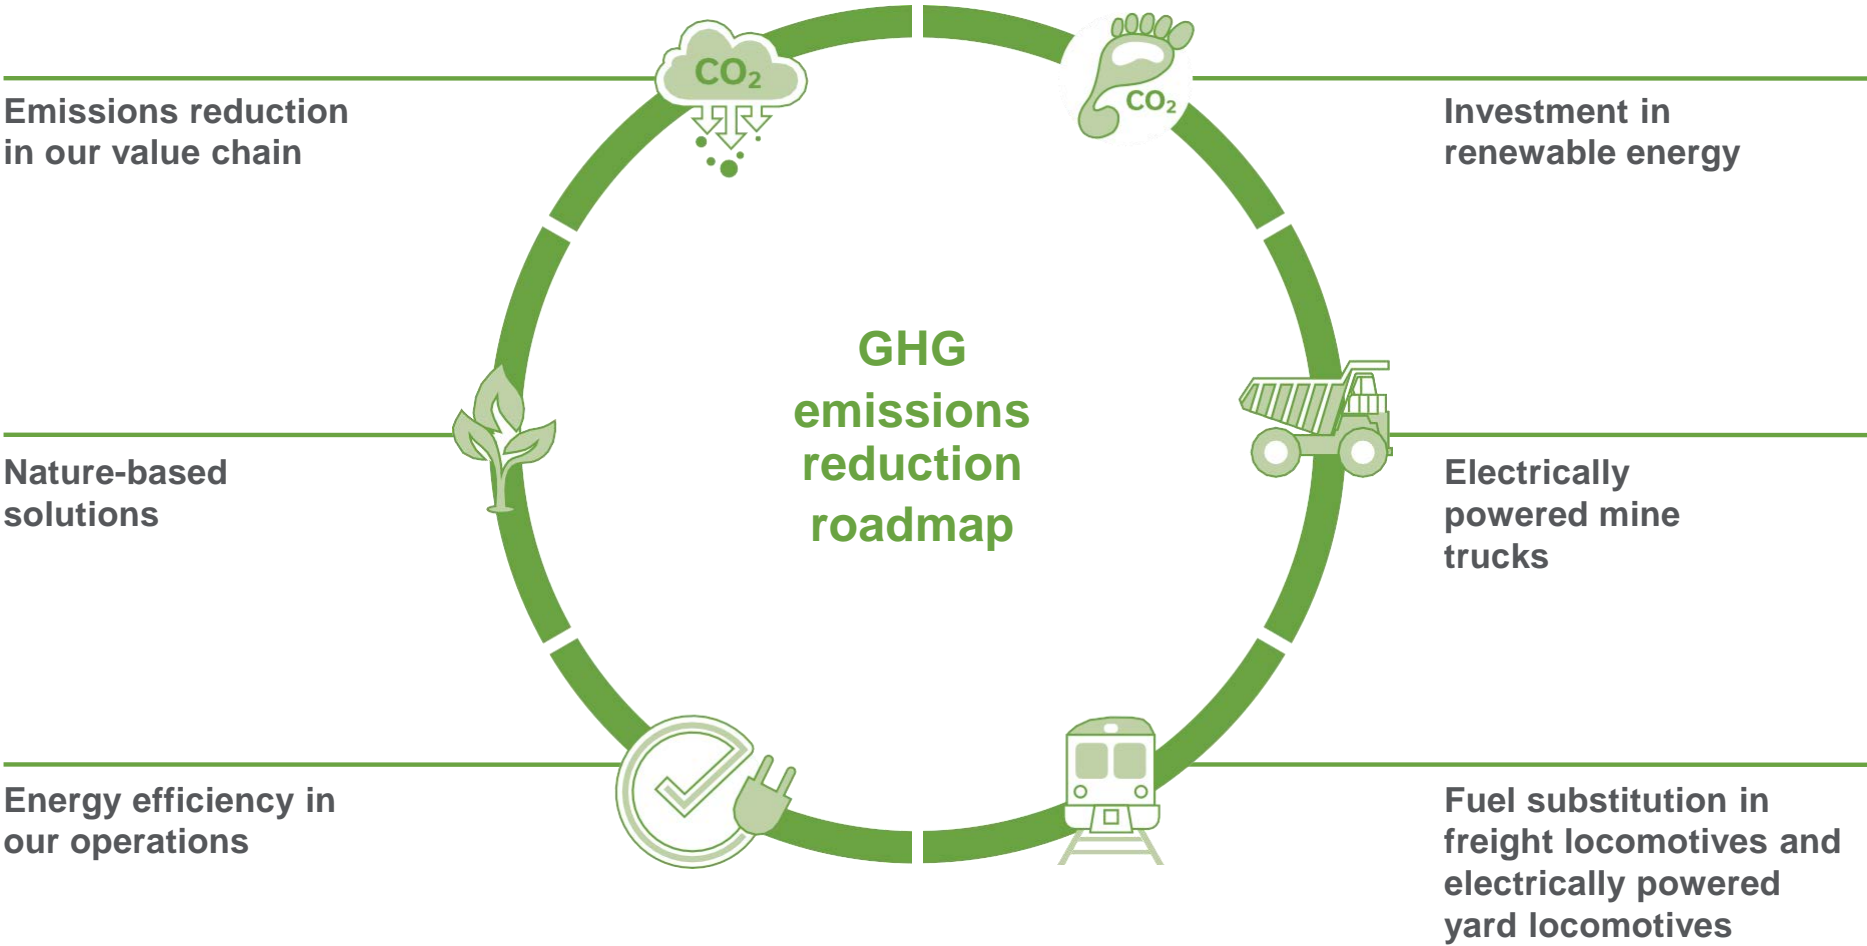 CO₂
CO₂
Emissions reduction
in our value chain
Investment in
renewable energy
GHG
emissions
reduction
roadmap
Nature-based
solutions
Electrically
powered mine
trucks
Energy efficiency in
our operations
Fuel substitution in
freight locomotives and
electrically powered
yard locomotives